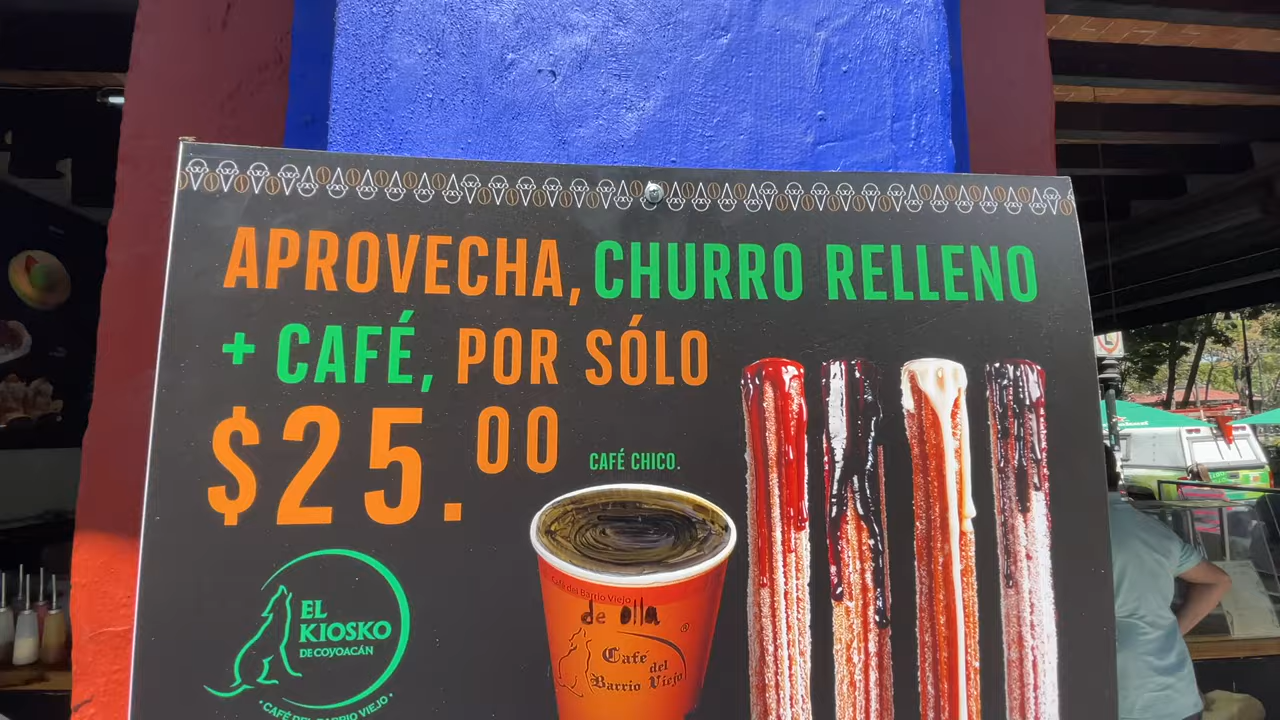 APROVECHA, CHURRO RELLENO
+ CAFÉ, POR SÓLO
$25.00
CAFÉ CHICO.
EL
KIOSKO
DE COYOACÁN
• CAFÉ DEL BARRIO VIEJO •
Café del Barrio Viejo
de olla
®
Café
del
Barrio Viejo